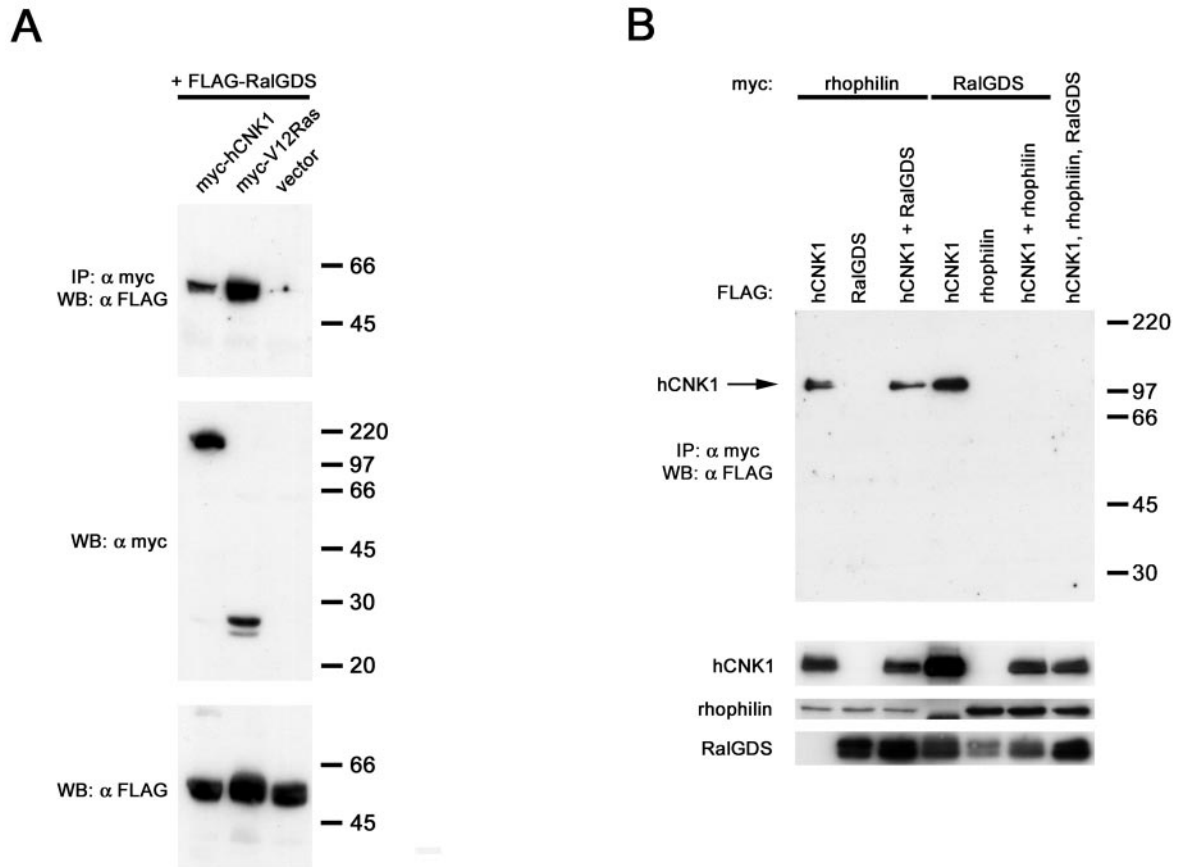 A
+ FLAG-RalGDS
myc-hCNK1
myc-V12Ras
vector
IP: α myc
WB: α FLAG
66
45
WB: α myc
220
97
66
45
30
20
WB: α FLAG
66
45
B
myc:
rhophilin
RalGDS
FLAG:
hCNK1
RalGDS
hCNK1 + RalGDS
hCNK1
rhophilin
hCNK1 + rhophilin
hCNK1, rhophilin, RalGDS
hCNK1
IP: α myc
WB: α FLAG
220
97
66
45
30
hCNK1
rhophilin
RalGDS